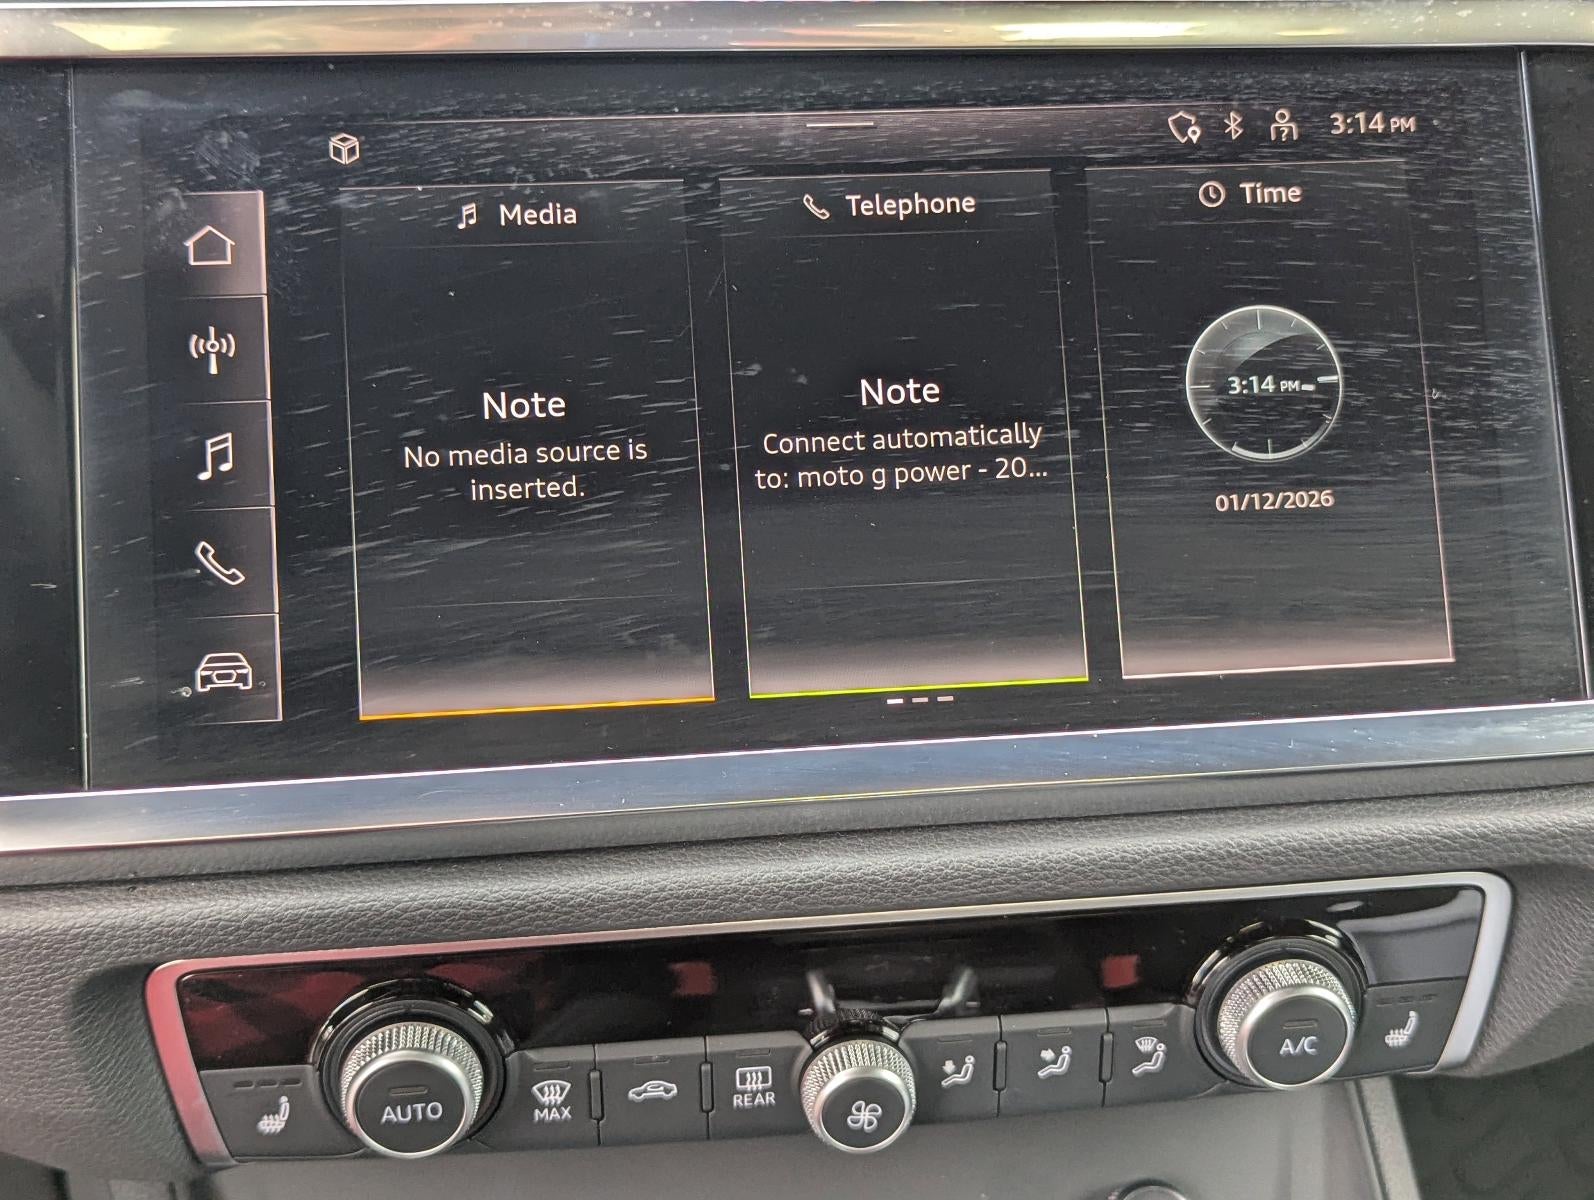 3:14 PM
Media
Telephone
Time
Note
No media source is
inserted.
Note
Connect automatically
to: moto g power - 20...
3:14 PM
01/12/2026
AUTO
MAX
REAR
A/C